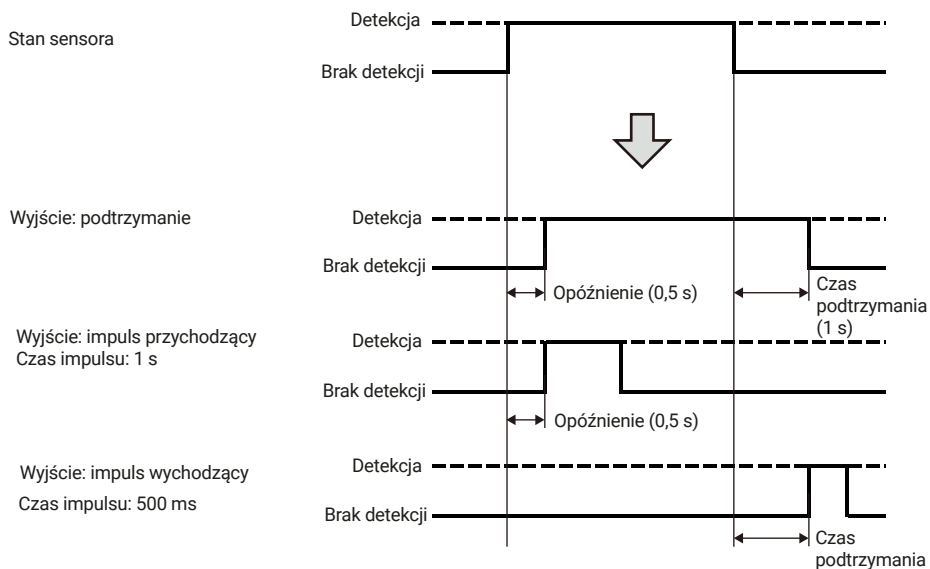 Stan sensora
Detekcja
Brak detekcji
Wyjście: podtrzymanie
Detekcja
Brak detekcji
Opóźnienie (0,5 s)
Czas
podtrzymania
(1 s)
Wyjście: impuls przychodzący
Czas impulsu: 1 s
Detekcja
Brak detekcji
Opóźnienie (0,5 s)
Wyjście: impuls wychodzący
Czas impulsu: 500 ms
Detekcja
Brak detekcji
Czas
podtrzymania